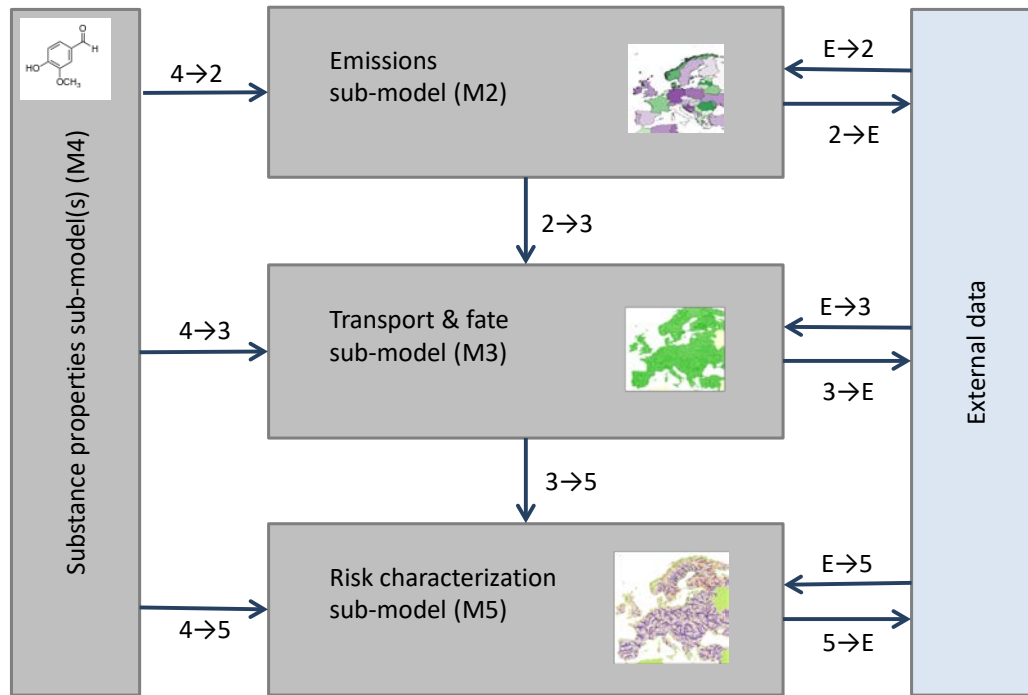 O
H
HO
OCH₃
Substance properties sub-model(s) (M4)
4→2
Emissions
sub-model (M2)
E→2
2→E
2→3
4→3
Transport & fate
sub-model (M3)
E→3
3→E
3→5
4→5
Risk characterization
sub-model (M5)
E→5
5→E
External data